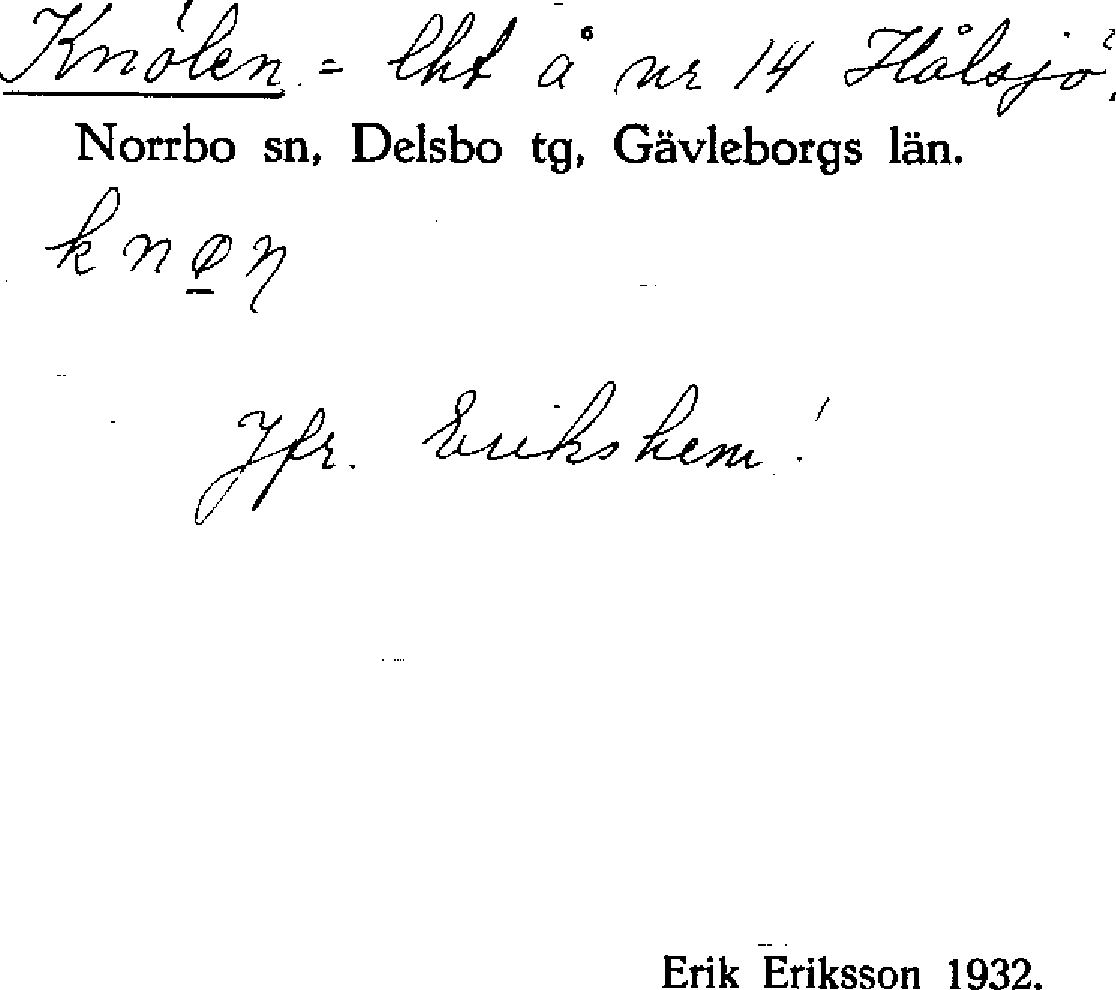 Knölen = lht å nr 14 Hålsjö.
Norrbo sn, Delsbo tg, Gävleborgs län.
knøŋ
Jfr. Erikshem!
Erik Eriksson 1932.